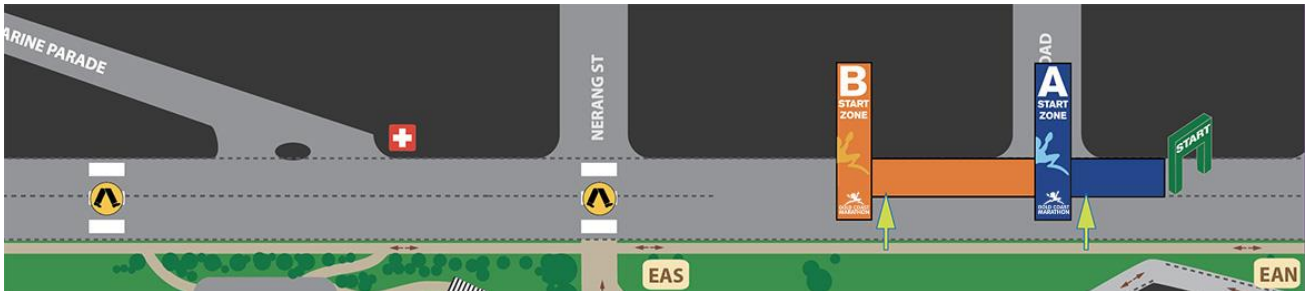 ARINE PARADE
NERANG ST
B
START
ZONE
GOLD COAST
MARATHON
OAD
A
START
ZONE
GOLD COAST
MARATHON
START
EAS
EAN